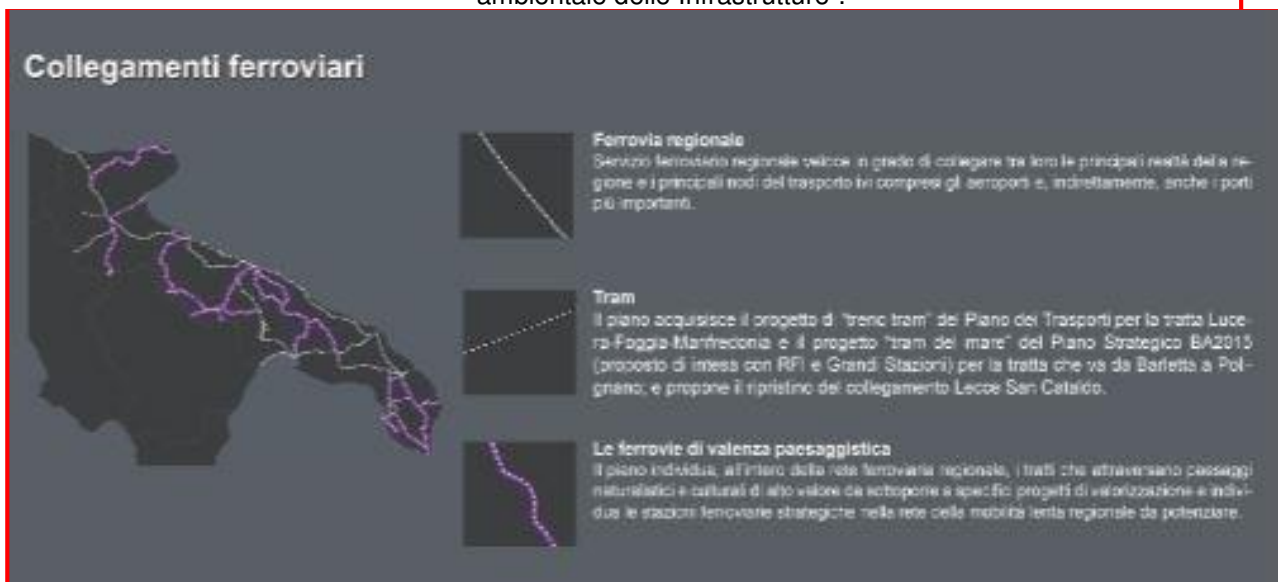 ambientale delle Infrastrutture".
Collegamenti ferroviari
Ferrovia regionale
Servizio ferroviario regionale veloce in grado di collegare tra loro le principali realtà della re-
gione e i principali nodi del trasporto ivi compresi gli aeroporti e, indirettamente, anche i porti
più importanti.
Tram
Il piano acquisisce il progetto di "treno tram" del Piano dei Trasporti per la tratta Luce-
ra-Foggia-Manfredonia e il progetto "tram del mare" del Piano Strategico BA2015
(proposto di intesa con RFI e Grandi Stazioni) per la tratta che va da Barletta a Pol-
gnano; e propone il ripristino del collegamento Lecce San Cataldo.
Le ferrovie di valenza paesaggistica
Il piano individua, all'intero della rete ferroviaria regionale, i tratti che attraversano paesaggi
naturalistici e culturali di alto valore da sottoporre a specifici progetti di valorizzazione e indivi-
dua le stazioni ferroviarie strategiche nella rete della mobilità lenta regionale da potenziare.